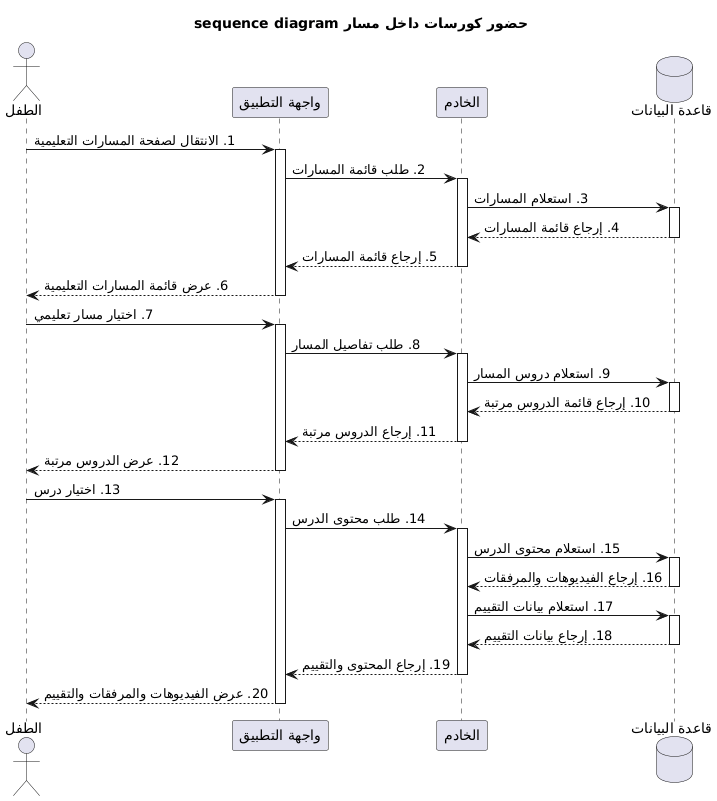 حضور كورسات داخل مسار sequence diagram
الطفل
واجهة التطبيق
الخادم
قاعدة البيانات
1. الانتقال لصفحة المسارات التعليمية
2. طلب قائمة المسارات
3. استعلام المسارات
4. إرجاع قائمة المسارات
5. إرجاع قائمة المسارات
6. عرض قائمة المسارات التعليمية
7. اختيار مسار تعليمي
8. طلب تفاصيل المسار
9. استعلام دروس المسار
10. إرجاع قائمة الدروس مرتبة
11. إرجاع الدروس مرتبة
12. عرض الدروس مرتبة
13. اختيار درس
14. طلب محتوى الدرس
15. استعلام محتوى الدرس
16. إرجاع الفيديوهات والمرفقات
17. استعلام بيانات التقييم
18. إرجاع بيانات التقييم
19. إرجاع المحتوى والتقييم
20. عرض الفيديوهات والمرفقات والتقييم
الطفل
واجهة التطبيق
الخادم
قاعدة البيانات